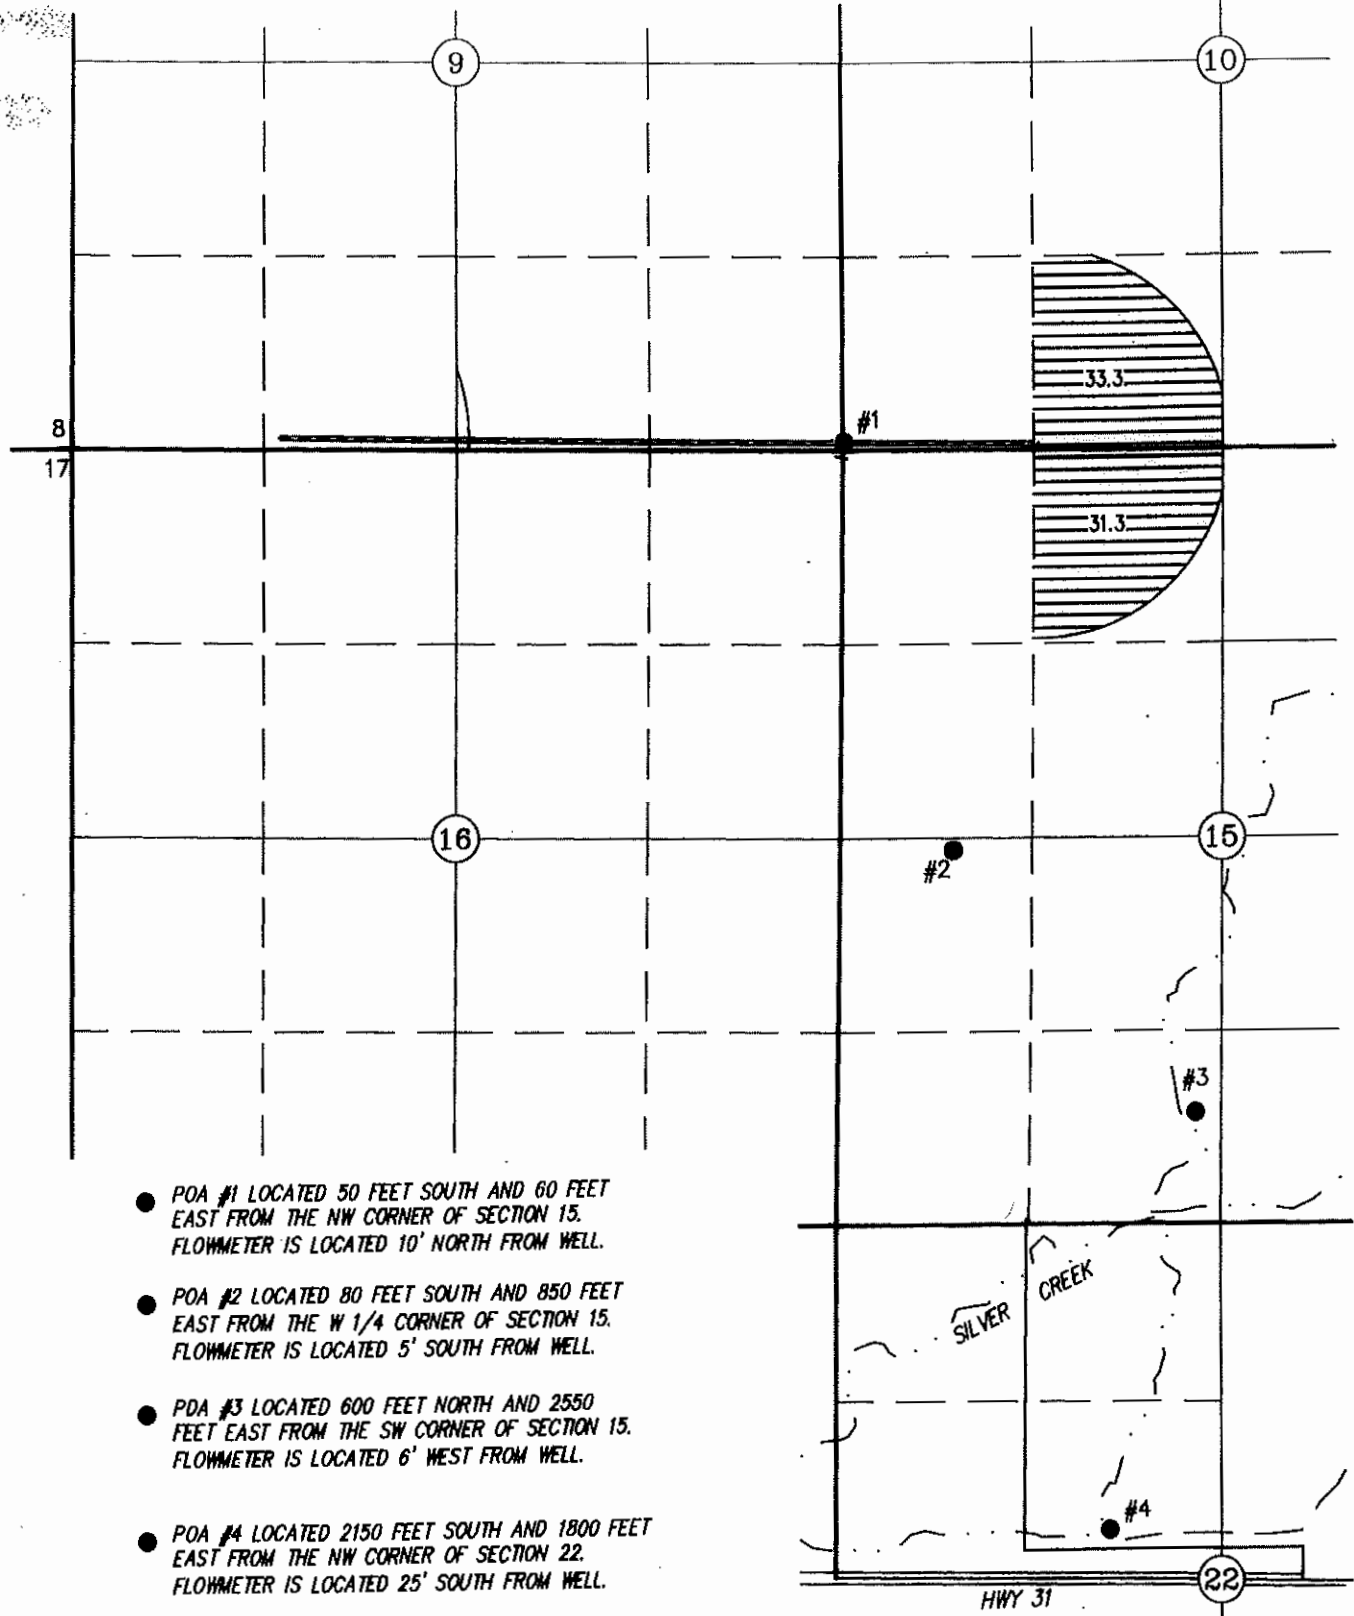 9
10
33.3
#1
8
17
31.3
16
15
#2
#3
POA #1 LOCATED 50 FEET SOUTH AND 60 FEET
EAST FROM THE NW CORNER OF SECTION 15.
FLOWMETER IS LOCATED 10' NORTH FROM WELL.
POA #2 LOCATED 80 FEET SOUTH AND 850 FEET
EAST FROM THE W 1/4 CORNER OF SECTION 15.
FLOWMETER IS LOCATED 5' SOUTH FROM WELL.
SILVER CREEK
PDA #3 LOCATED 600 FEET NORTH AND 2550
FEET EAST FROM THE SW CORNER OF SECTION 15.
FLOWMETER IS LOCATED 6' WEST FROM WELL.
#4
POA #4 LOCATED 2150 FEET SOUTH AND 1800 FEET
EAST FROM THE NW CORNER OF SECTION 22.
FLOWMETER IS LOCATED 25' SOUTH FROM WELL.
22
HWY 31